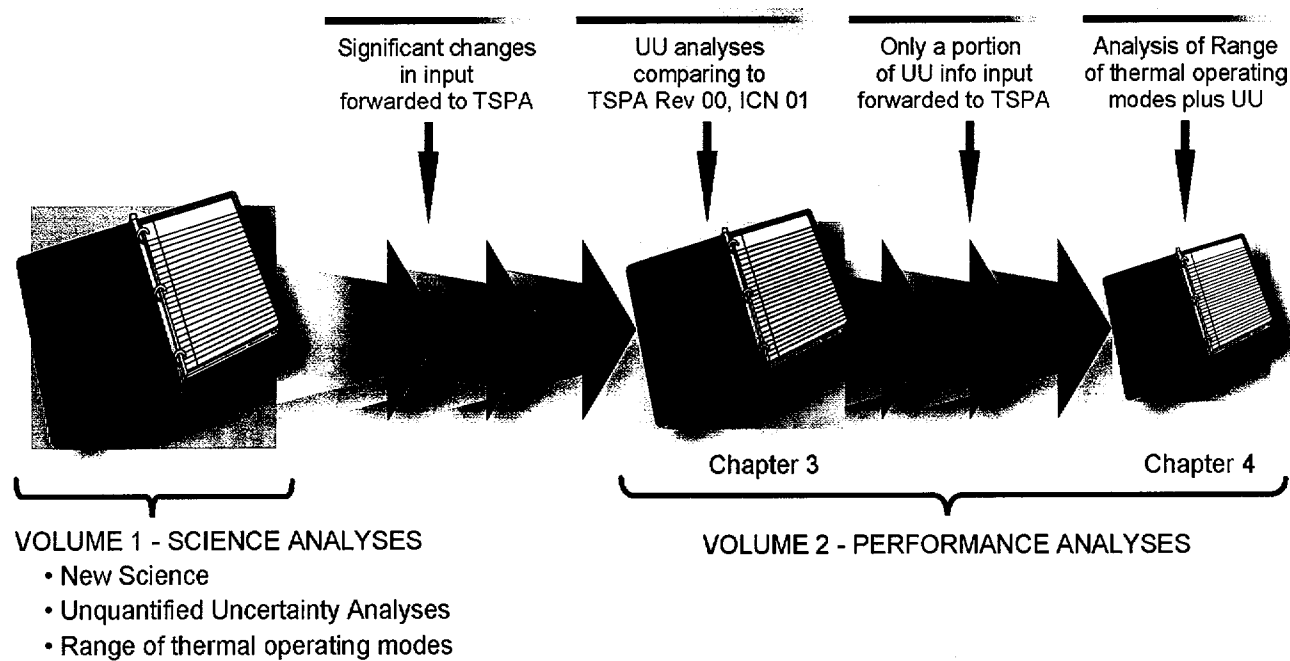 Significant changes
in input
forwarded to TSPA
UU analyses
comparing to
TSPA Rev 00, ICN 01
Only a portion
of UU info input
forwarded to TSPA
Analysis of Range
of thermal operating
modes plus UU
Chapter 3
Chapter 4
VOLUME 1 - SCIENCE ANALYSES
• New Science
• Unquantified Uncertainty Analyses
• Range of thermal operating modes
VOLUME 2 - PERFORMANCE ANALYSES